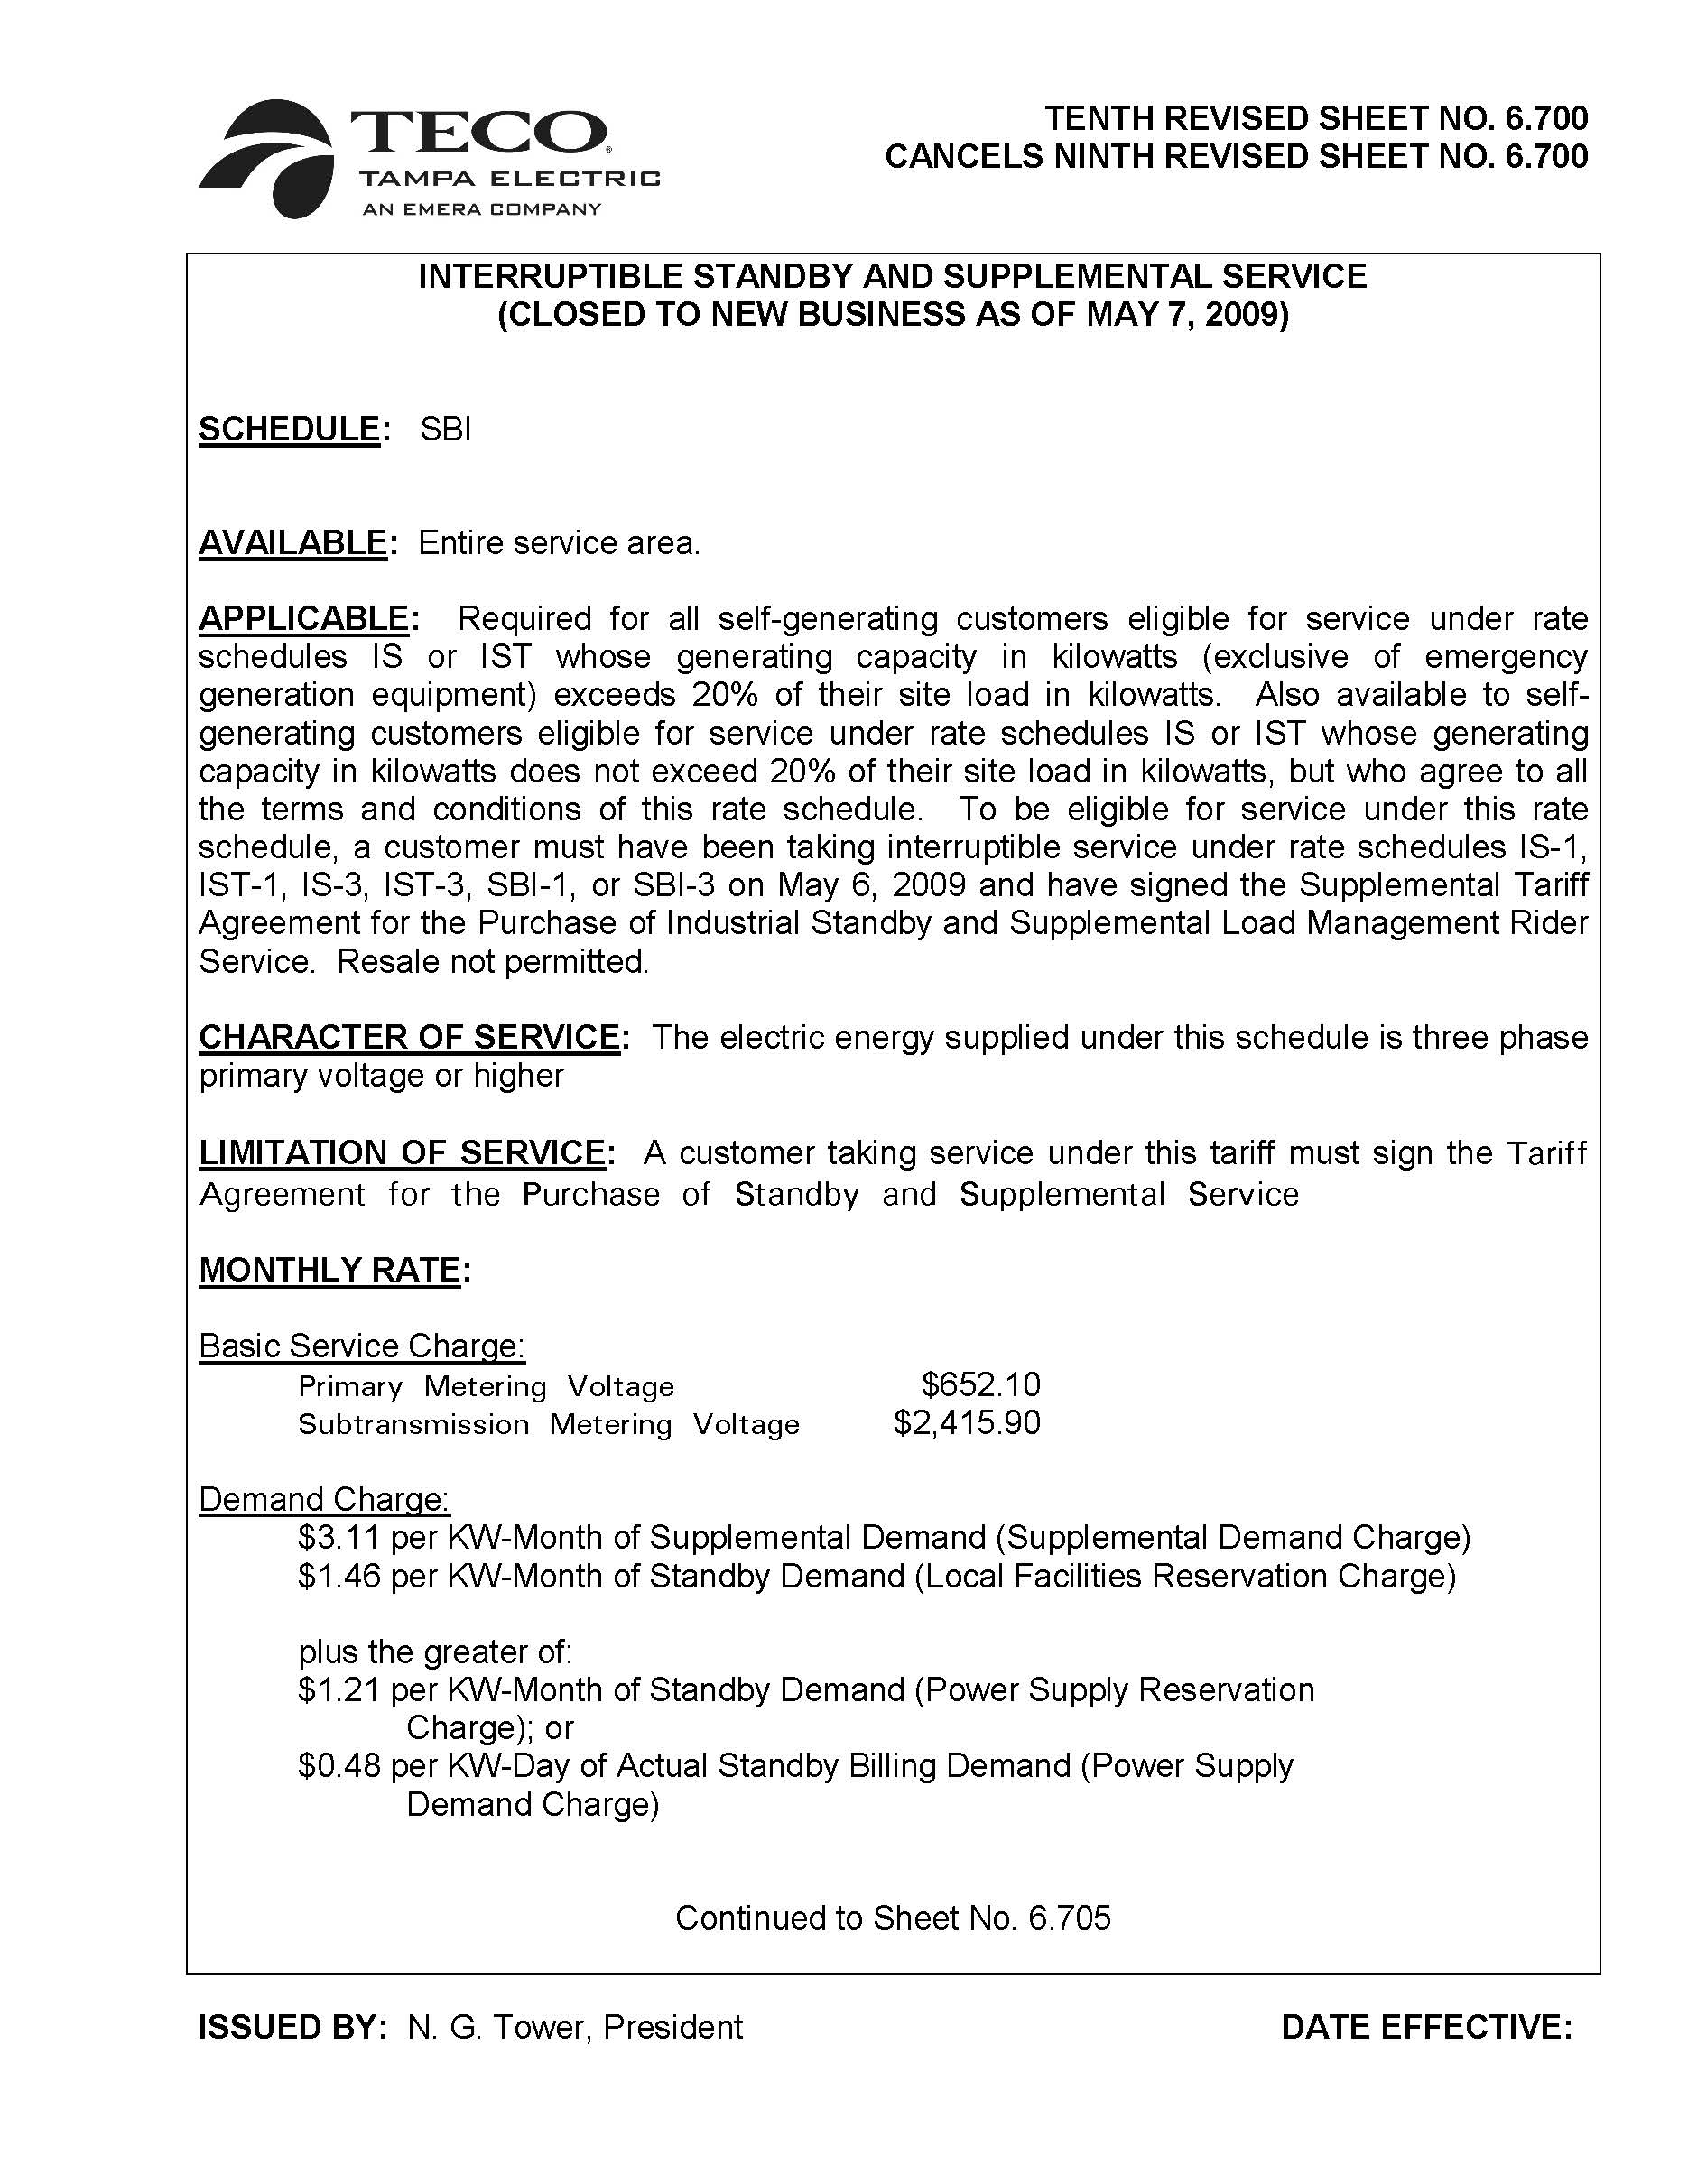 TECO®
TAMPA ELECTRIC
AN EMERA COMPANY
TENTH REVISED SHEET NO. 6.700
CANCELS NINTH REVISED SHEET NO. 6.700
INTERRUPTIBLE STANDBY AND SUPPLEMENTAL SERVICE
(CLOSED TO NEW BUSINESS AS OF MAY 7, 2009)
SCHEDULE: SBI
AVAILABLE: Entire service area.
APPLICABLE: Required for all self-generating customers eligible for service under rate
schedules IS or IST whose generating capacity in kilowatts (exclusive of emergency
generation equipment) exceeds 20% of their site load in kilowatts. Also available to self-
generating customers eligible for service under rate schedules IS or IST whose generating
capacity in kilowatts does not exceed 20% of their site load in kilowatts, but who agree to all
the terms and conditions of this rate schedule. To be eligible for service under this rate
schedule, a customer must have been taking interruptible service under rate schedules IS-1,
IST-1, IS-3, IST-3, SBI-1, or SBI-3 on May 6, 2009 and have signed the Supplemental Tariff
Agreement for the Purchase of Industrial Standby and Supplemental Load Management Rider
Service. Resale not permitted.
CHARACTER OF SERVICE: The electric energy supplied under this schedule is three phase
primary voltage or higher
LIMITATION OF SERVICE: A customer taking service under this tariff must sign the Tariff
Agreement for the Purchase of Standby and Supplemental Service
MONTHLY RATE:
Basic Service Charge:
Primary Metering Voltage $652.10
Subtransmission Metering Voltage $2,415.90
Demand Charge:
$3.11 per KW-Month of Supplemental Demand (Supplemental Demand Charge)
$1.46 per KW-Month of Standby Demand (Local Facilities Reservation Charge)
plus the greater of:
$1.21 per KW-Month of Standby Demand (Power Supply Reservation
Charge); or
$0.48 per KW-Day of Actual Standby Billing Demand (Power Supply
Demand Charge)
Continued to Sheet No. 6.705
ISSUED BY: N. G. Tower, President
DATE EFFECTIVE: